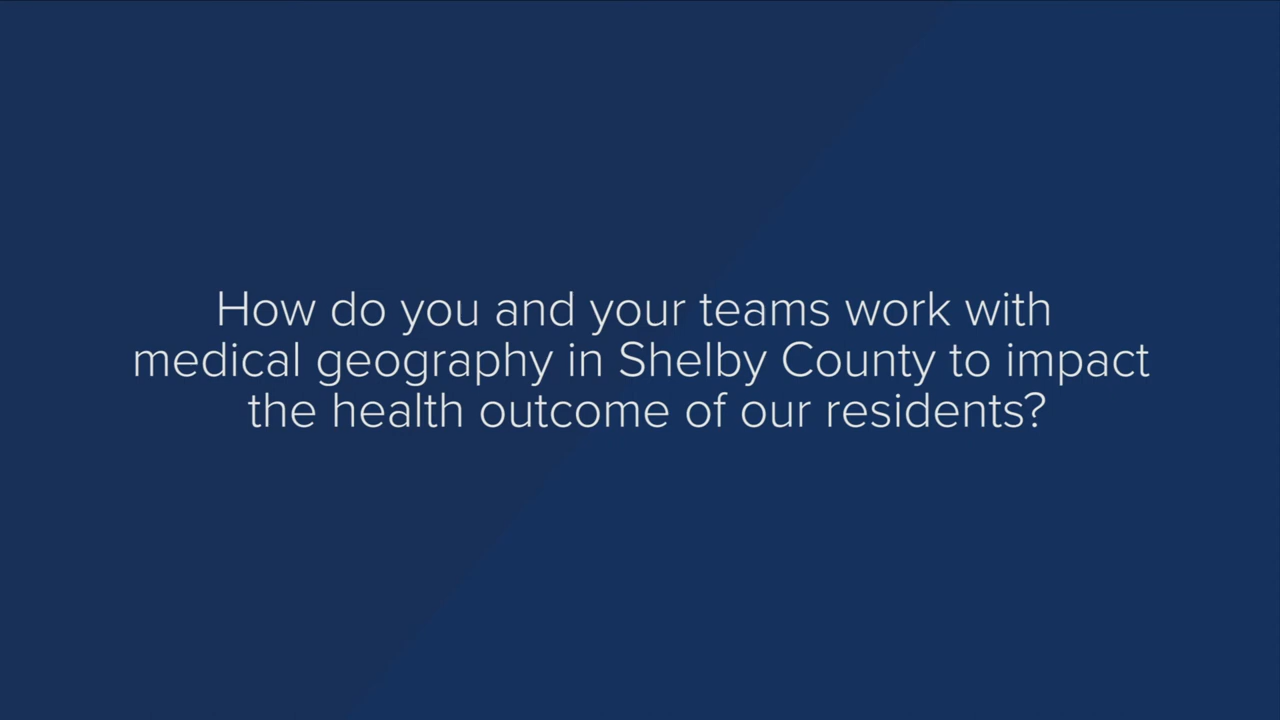 How do you and your teams work with
medical geography in Shelby County to impact
the health outcome of our residents?